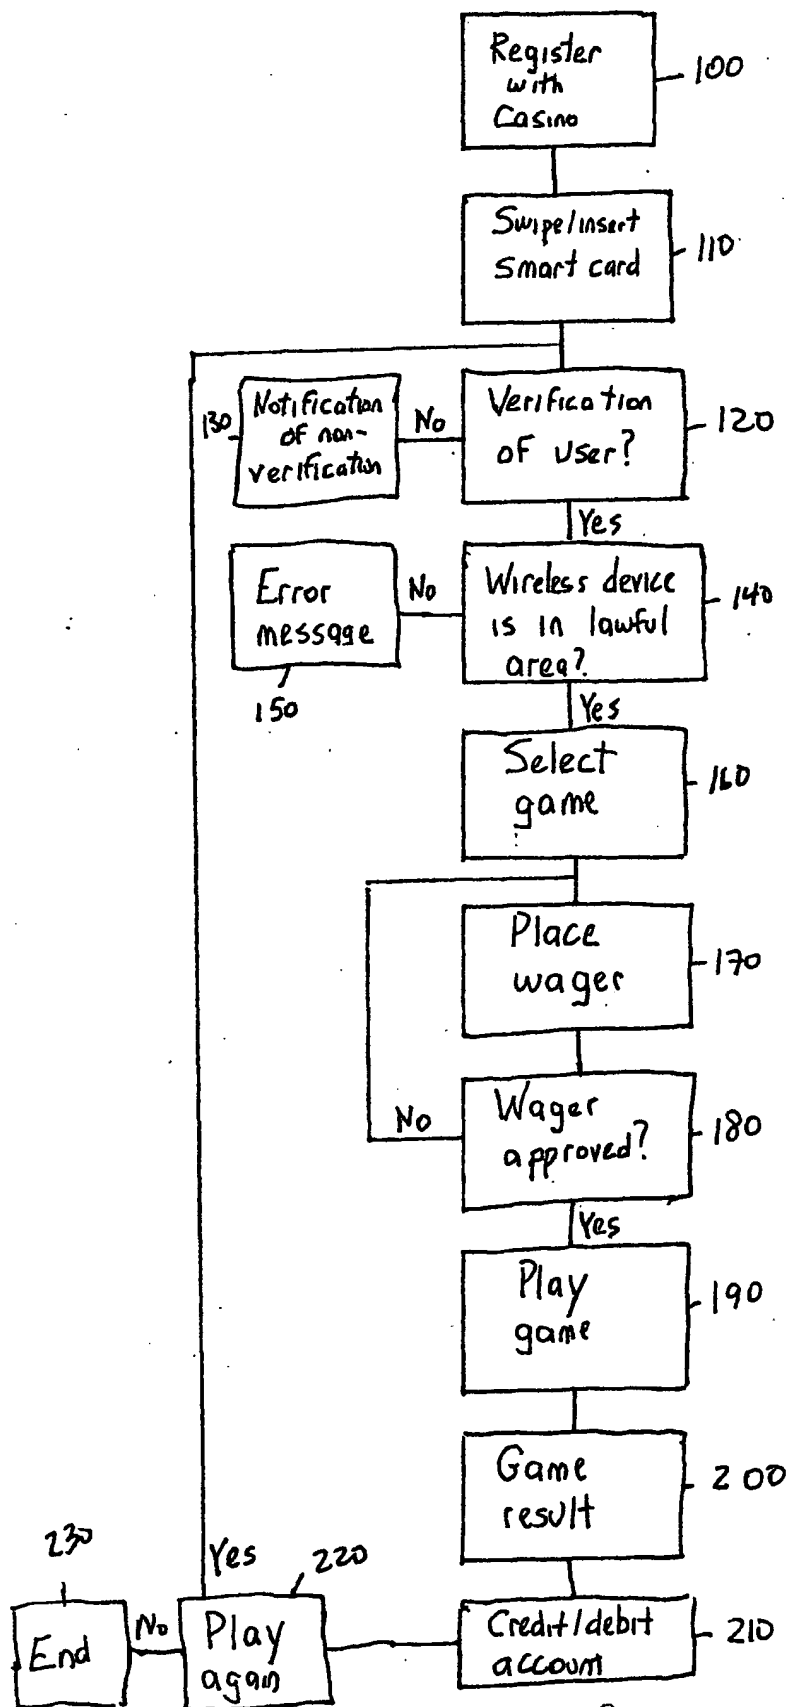 Register
with
Casino
100
Swipe/insert
smart card
110
Notification
of non-
verification
130
No
Verification
of user?
120
Yes
Error
message
150
No
Wireless device
is in lawful
area?
140
Yes
Select
game
160
Place
wager
170
No
Wager
approved?
180
Yes
Play
game
190
Game
result
200
230
Yes
220
End
No
Play
again
Credit/debit
account
210